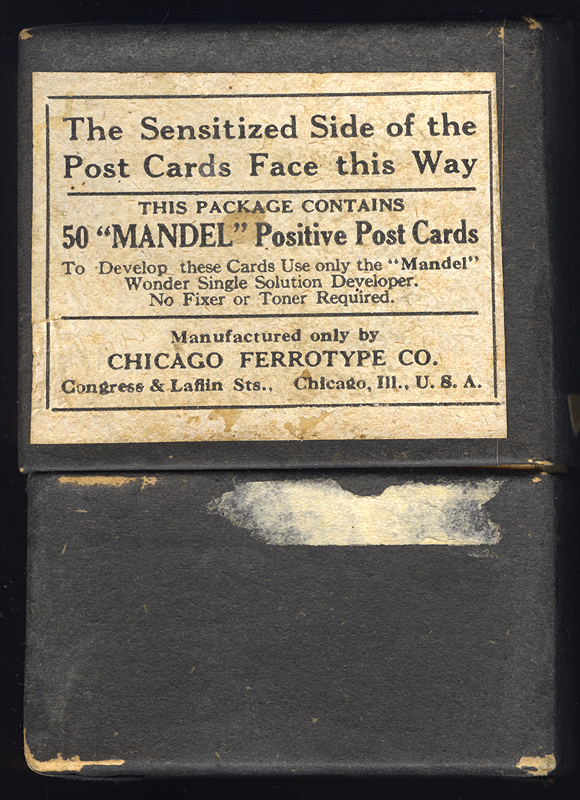 The Sensitized Side of the
Post Cards Face this Way
THIS PACKAGE CONTAINS
50 "MANDEL" Positive Post Cards
To Develop these Cards Use only the "Mandel"
Wonder Single Solution Developer.
No Fixer or Toner Required.
Manufactured only by
CHICAGO FERROTYPE CO.
Congress & Laflin Sts., Chicago, Ill., U. S. A.